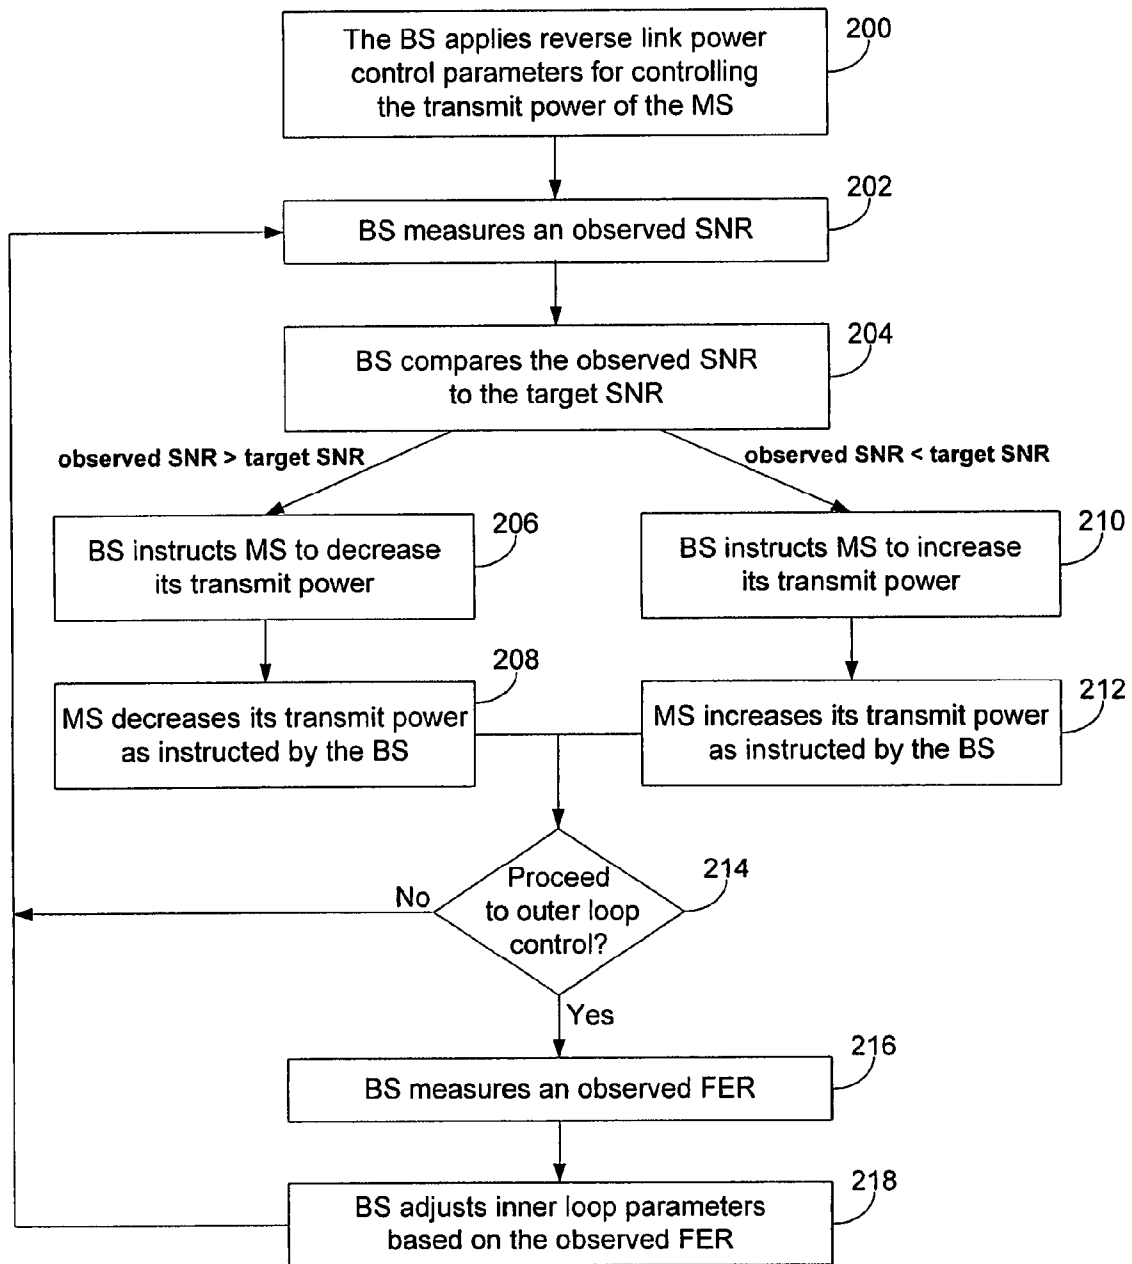 The BS applies reverse link power
control parameters for controlling
the transmit power of the MS
200
BS measures an observed SNR
202
BS compares the observed SNR
to the target SNR
204
observed SNR > target SNR
observed SNR < target SNR
BS instructs MS to decrease
its transmit power
206
BS instructs MS to increase
its transmit power
210
MS decreases its transmit power
as instructed by the BS
208
MS increases its transmit power
as instructed by the BS
212
Proceed
to outer loop
control?
214
No
Yes
BS measures an observed FER
216
BS adjusts inner loop parameters
based on the observed FER
218